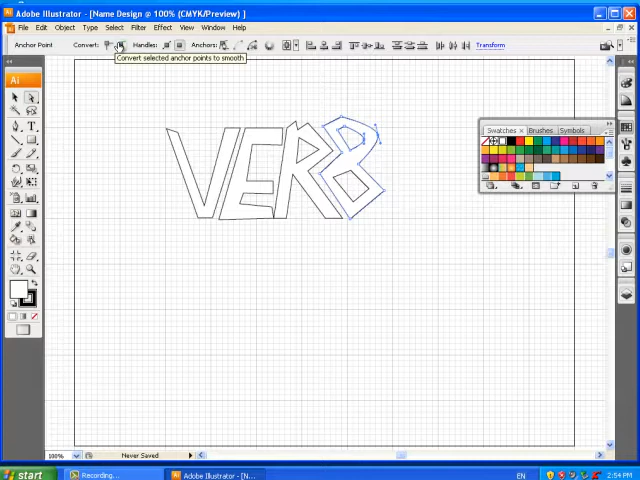 Adobe Illustrator - [Name Design @ 100% (CMYK/Preview) ]
File Edit Object Type Select Filter Effect View Window Help
Anchor Point Convert: Handles: Anchors: Transform
Convert selected anchor points to smooth
Ai
Swatches × Brushes Symbols
VERB
100% Never Saved
start Recording... Adobe Illustrator - [N... EN 2:54 PM